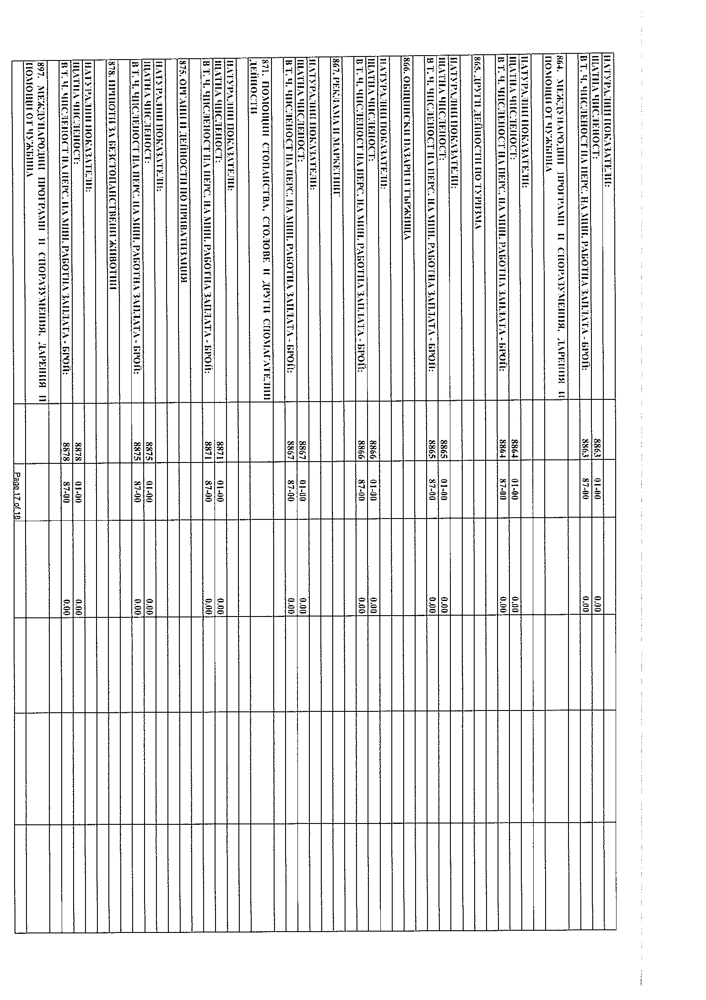 НАТУРАЛНИ ПОКАЗАТЕЛИ:
ЩАТНА ЧИСЛЕНОСТ: 8863 01-00 0.00
В Т. Ч. ЧИСЛЕНОСТ НА ПЕРС. НА МИН. РАБОТНА ЗАПЛАТА - БРОЙ: 8863 87-00 0.00
864. МЕЖДУНАРОДНИ ПРОГРАМИ И СПОРАЗУМЕНИЯ, ДАРЕНИЯ И
ПОМОЩИ ОТ ЧУЖБИНА
НАТУРАЛНИ ПОКАЗАТЕЛИ:
ЩАТНА ЧИСЛЕНОСТ: 8864 01-00 0.00
В Т. Ч. ЧИСЛЕНОСТ НА ПЕРС. НА МИН. РАБОТНА ЗАПЛАТА - БРОЙ: 8864 87-00 0.00
865. ДРУГИ ДЕЙНОСТИ ПО ТУРИЗМА
НАТУРАЛНИ ПОКАЗАТЕЛИ:
ЩАТНА ЧИСЛЕНОСТ: 8865 01-00 0.00
В Т. Ч. ЧИСЛЕНОСТ НА ПЕРС. НА МИН. РАБОТНА ЗАПЛАТА - БРОЙ: 8865 87-00 0.00
866. ОБЩИНСКИ ПАЗАРИ И ТЪРЖИЩА
НАТУРАЛНИ ПОКАЗАТЕЛИ:
ЩАТНА ЧИСЛЕНОСТ: 8866 01-00 0.00
В Т. Ч. ЧИСЛЕНОСТ НА ПЕРС. НА МИН. РАБОТНА ЗАПЛАТА - БРОЙ: 8866 87-00 0.00
867. РЕКЛАМА И МАРКЕТИНГ
НАТУРАЛНИ ПОКАЗАТЕЛИ:
ЩАТНА ЧИСЛЕНОСТ: 8867 01-00 0.00
В Т. Ч. ЧИСЛЕНОСТ НА ПЕРС. НА МИН. РАБОТНА ЗАПЛАТА - БРОЙ: 8867 87-00 0.00
871. ПОМОЩНИ СТОПАНСТВА, СТОЛОВЕ И ДРУГИ СПОМАГАТЕЛНИ
ДЕЙНОСТИ
НАТУРАЛНИ ПОКАЗАТЕЛИ:
ЩАТНА ЧИСЛЕНОСТ: 8871 01-00 0.00
В Т. Ч. ЧИСЛЕНОСТ НА ПЕРС. НА МИН. РАБОТНА ЗАПЛАТА - БРОЙ: 8871 87-00 0.00
875. ОРГАНИ И ДЕЙНОСТИ ПО ПРИВАТИЗАЦИЯ
НАТУРАЛНИ ПОКАЗАТЕЛИ:
ЩАТНА ЧИСЛЕНОСТ: 8875 01-00 0.00
В Т. Ч. ЧИСЛЕНОСТ НА ПЕРС. НА МИН. РАБОТНА ЗАПЛАТА - БРОЙ: 8875 87-00 0.00
878. ПРИЮТИ ЗА БЕЗСТОПАНСТВЕНИ ЖИВОТНИ
НАТУРАЛНИ ПОКАЗАТЕЛИ:
ЩАТНА ЧИСЛЕНОСТ: 8878 01-00 0.00
В Т. Ч. ЧИСЛЕНОСТ НА ПЕРС. НА МИН. РАБОТНА ЗАПЛАТА - БРОЙ: 8878 87-00 0.00
897. МЕЖДУНАРОДНИ ПРОГРАМИ И СПОРАЗУМЕНИЯ, ДАРЕНИЯ И
ПОМОЩИ ОТ ЧУЖБИНА
Page 17 of 18